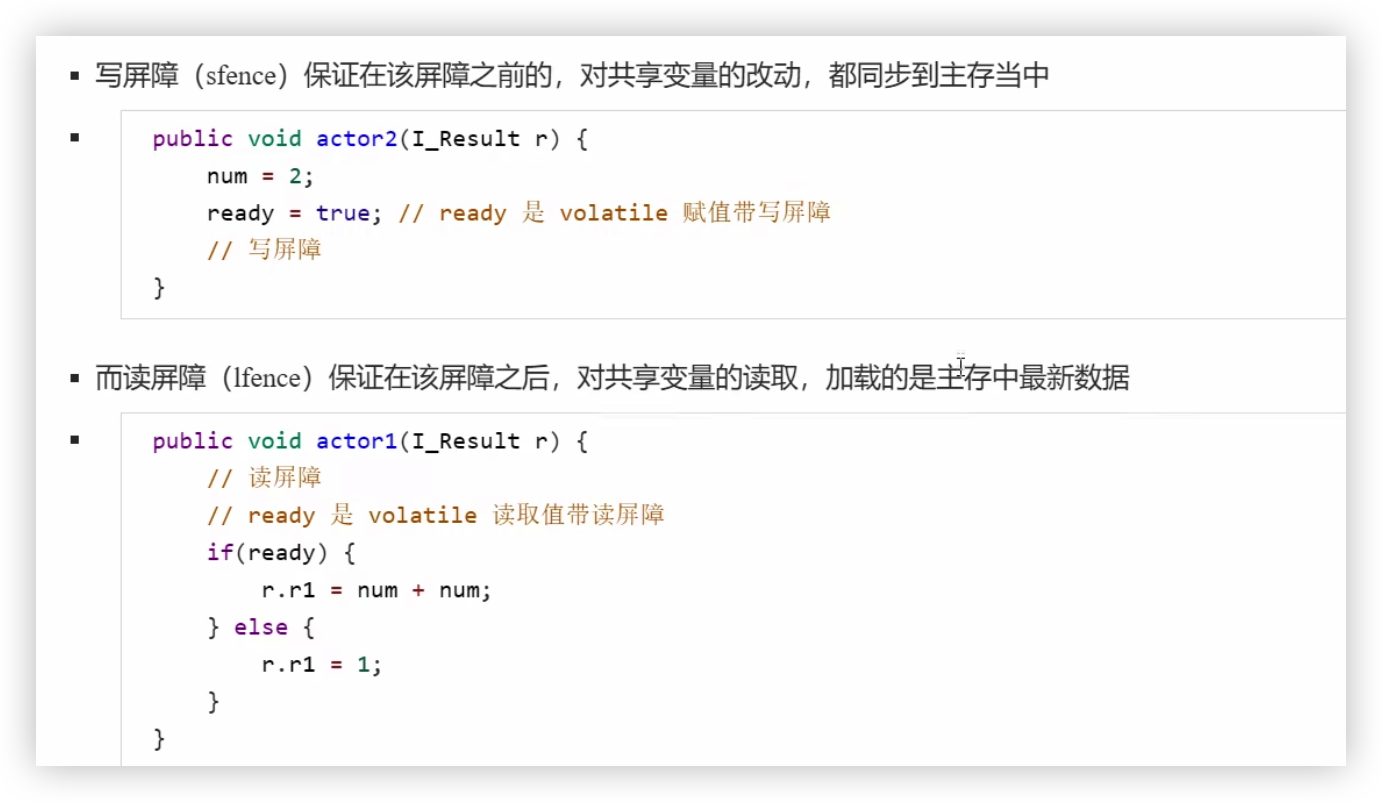 ▪ 写屏障（sfence）保证在该屏障之前的，对共享变量的改动，都同步到主存当中
▪ public void actor2(I_Result r) {
num = 2;
ready = true; // ready 是 volatile 赋值带写屏障
// 写屏障
}
▪ 而读屏障（lfence）保证在该屏障之后，对共享变量的读取，加载的是主存中最新数据
▪ public void actor1(I_Result r) {
// 读屏障
// ready 是 volatile 读取值带读屏障
if(ready) {
r.r1 = num + num;
} else {
r.r1 = 1;
}
}